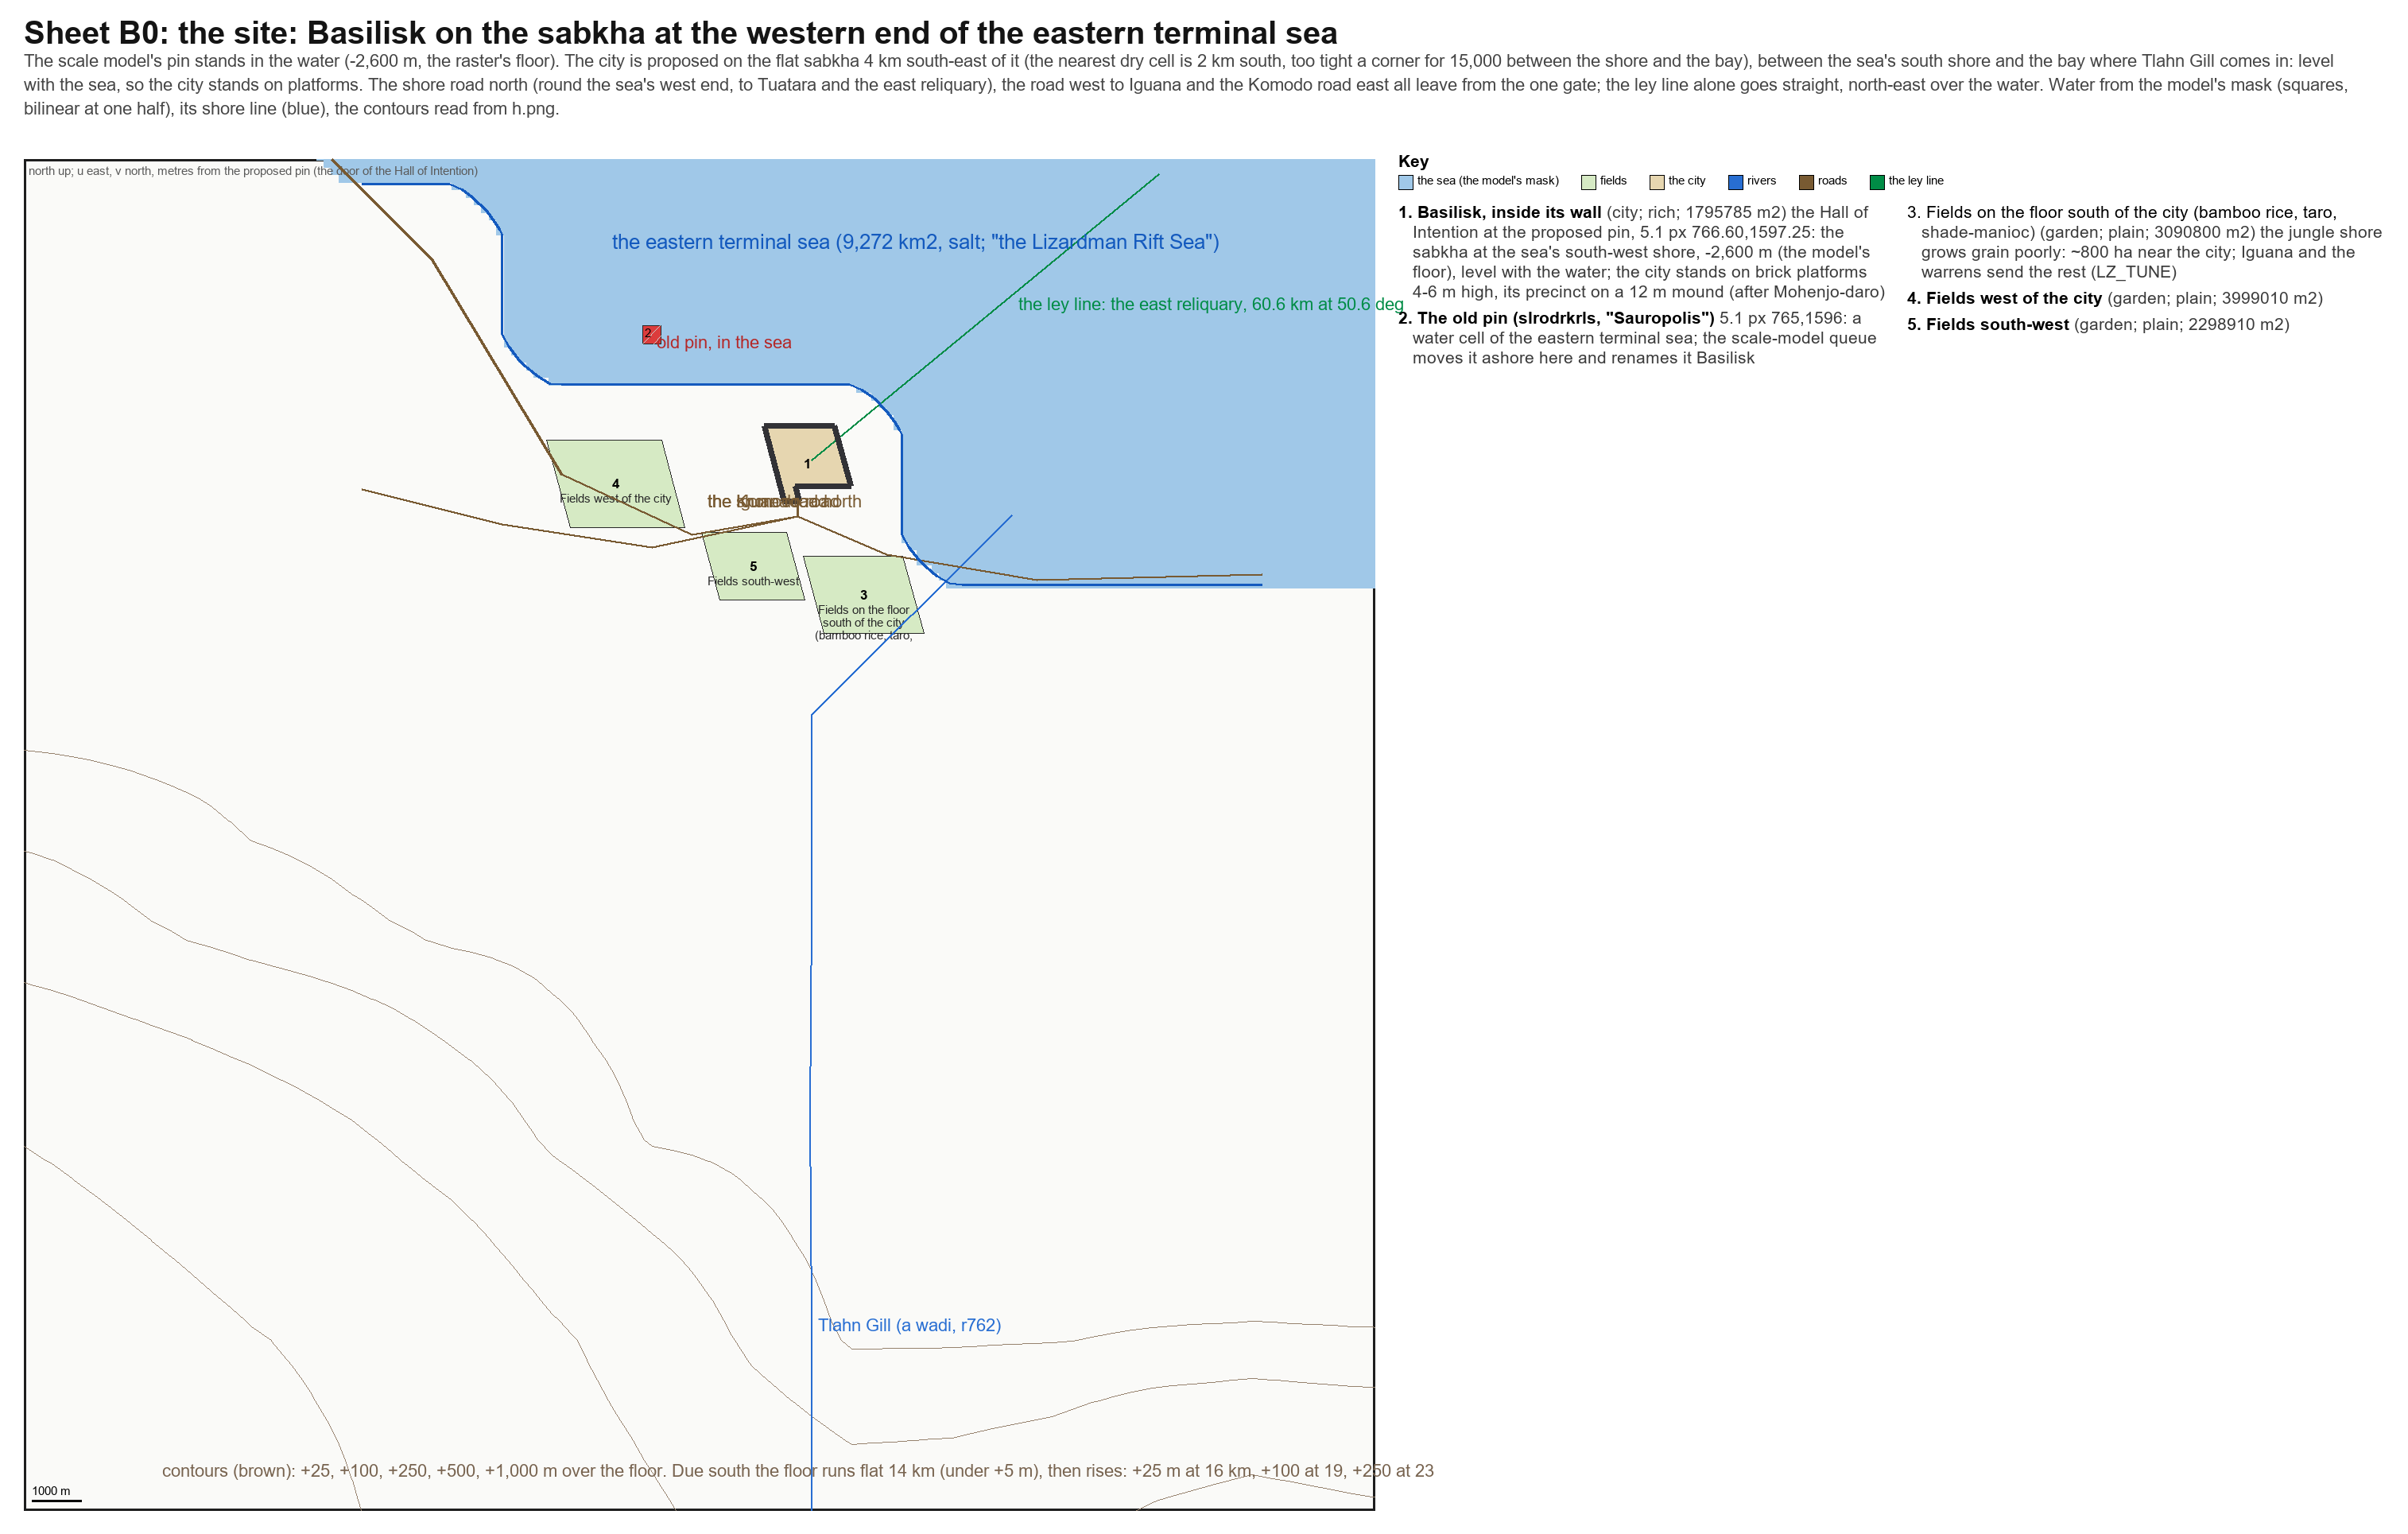 Sheet B0: the site: Basilisk on the sabkha at the western end of the eastern terminal sea
The scale model's pin stands in the water (-2,600 m, the raster's floor). The city is proposed on the flat sabkha 4 km south-east of it (the nearest dry cell is 2 km south, too tight a corner for 15,000 between the shore and the bay), between the sea's south shore and the bay where Tlahn Gill comes in: level
with the sea, so the city stands on platforms. The shore road north (round the sea's west end, to Tuatara and the east reliquary), the road west to Iguana and the Komodo road east all leave from the one gate; the ley line alone goes straight, north-east over the water. Water from the model's mask (squares,
bilinear at one half), its shore line (blue), the contours read from h.png.
north up; u east, v north, metres from the proposed pin (the door of the Hall of Intention)
the eastern terminal sea (9,272 km2, salt; "the Lizardman Rift Sea")
the ley line: the east reliquary, 60.6 km at 50.6 deg
2
old pin, in the sea
1
4
Fields west of the city
5
Fields south-west
3
Fields on the floor
south of the city
(bamboo rice, taro,
Tlahn Gill (a wadi, r762)
contours (brown): +25, +100, +250, +500, +1,000 m over the floor. Due south the floor runs flat 14 km (under +5 m), then rises: +25 m at 16 km, +100 at 19, +250 at 23
1000 m
Key
the sea (the model's mask)
fields
the city
rivers
roads
the ley line
1. Basilisk, inside its wall (city; rich; 1795785 m2) the Hall of
Intention at the proposed pin, 5.1 px 766.60,1597.25: the
sabkha at the sea's south-west shore, -2,600 m (the model's
floor), level with the water; the city stands on brick platforms
4-6 m high, its precinct on a 12 m mound (after Mohenjo-daro)
2. The old pin (slrodrkrls, "Sauropolis") 5.1 px 765,1596: a
water cell of the eastern terminal sea; the scale-model queue
moves it ashore here and renames it Basilisk
3. Fields on the floor south of the city (bamboo rice, taro,
shade-manioc) (garden; plain; 3090800 m2) the jungle shore
grows grain poorly: ~800 ha near the city; Iguana and the
warrens send the rest (LZ_TUNE)
4. Fields west of the city (garden; plain; 3999010 m2)
5. Fields south-west (garden; plain; 2298910 m2)